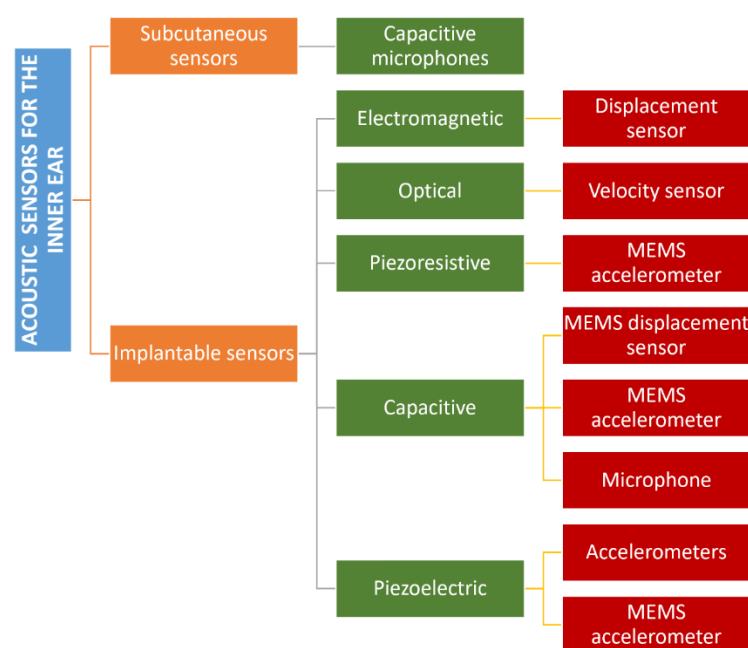 ACOUSTIC SENSORS FOR THE
INNER EAR
Subcutaneous
sensors
Capacitive
microphones
Implantable sensors
Electromagnetic
Displacement
sensor
Optical
Velocity sensor
Piezoresistive
MEMS
accelerometer
Capacitive
MEMS displacement
sensor
MEMS
accelerometer
Microphone
Piezoelectric
Accelerometers
MEMS
accelerometer